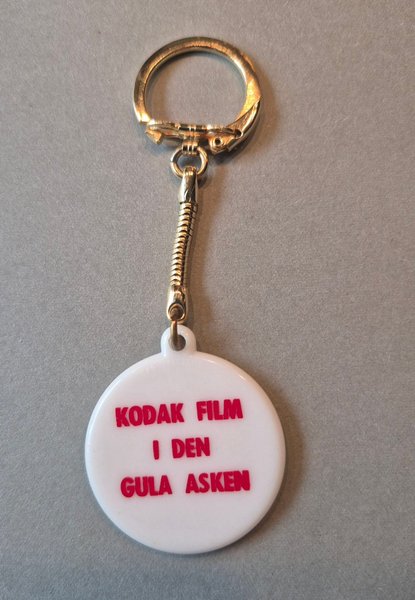 KODAK FILM
I DEN
GULA ASKEN